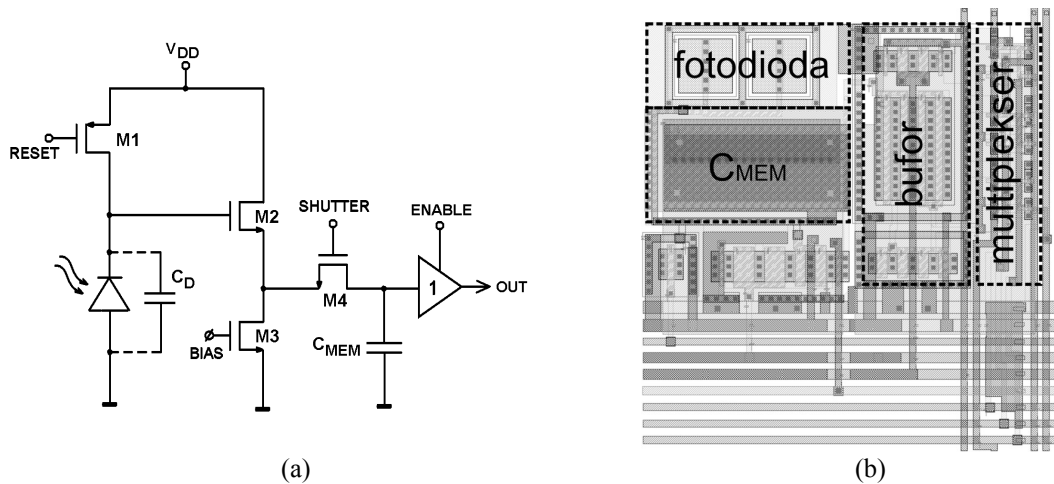 VDD
RESET
M1
M2
SHUTTER
ENABLE
CD
M4
1
OUT
BIAS
M3
CMEM
(a)
fotodioda
CMEM
bufor
multiplekser
(b)